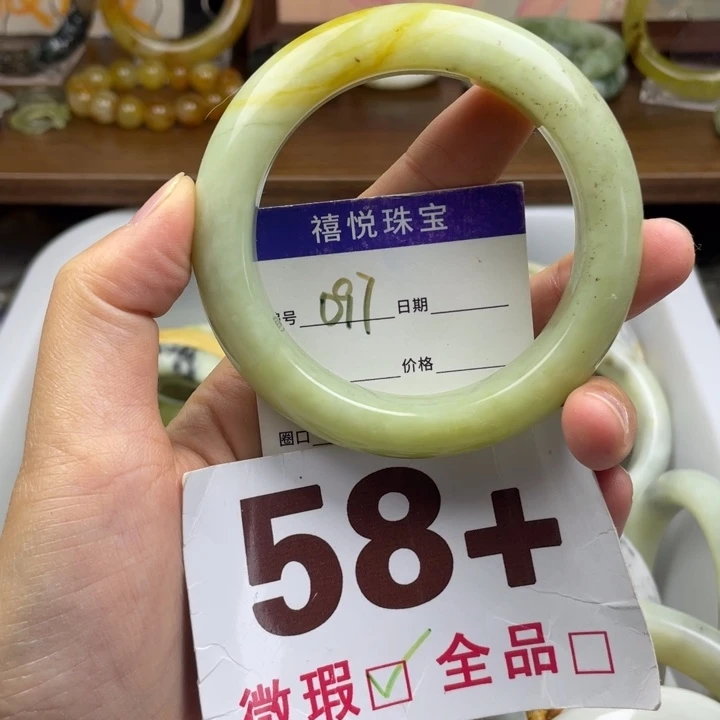 禧悦珠宝
号 097 日期
价格
圈口
58+
微瑕☑全品☐